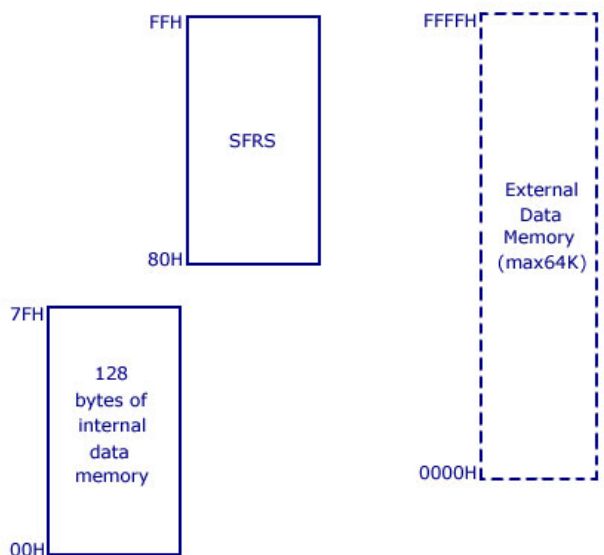 FFH
SFRS
80H
7FH
128
bytes of
internal
data
memory
00H
FFFFH
External
Data
Memory
(max64K)
0000H